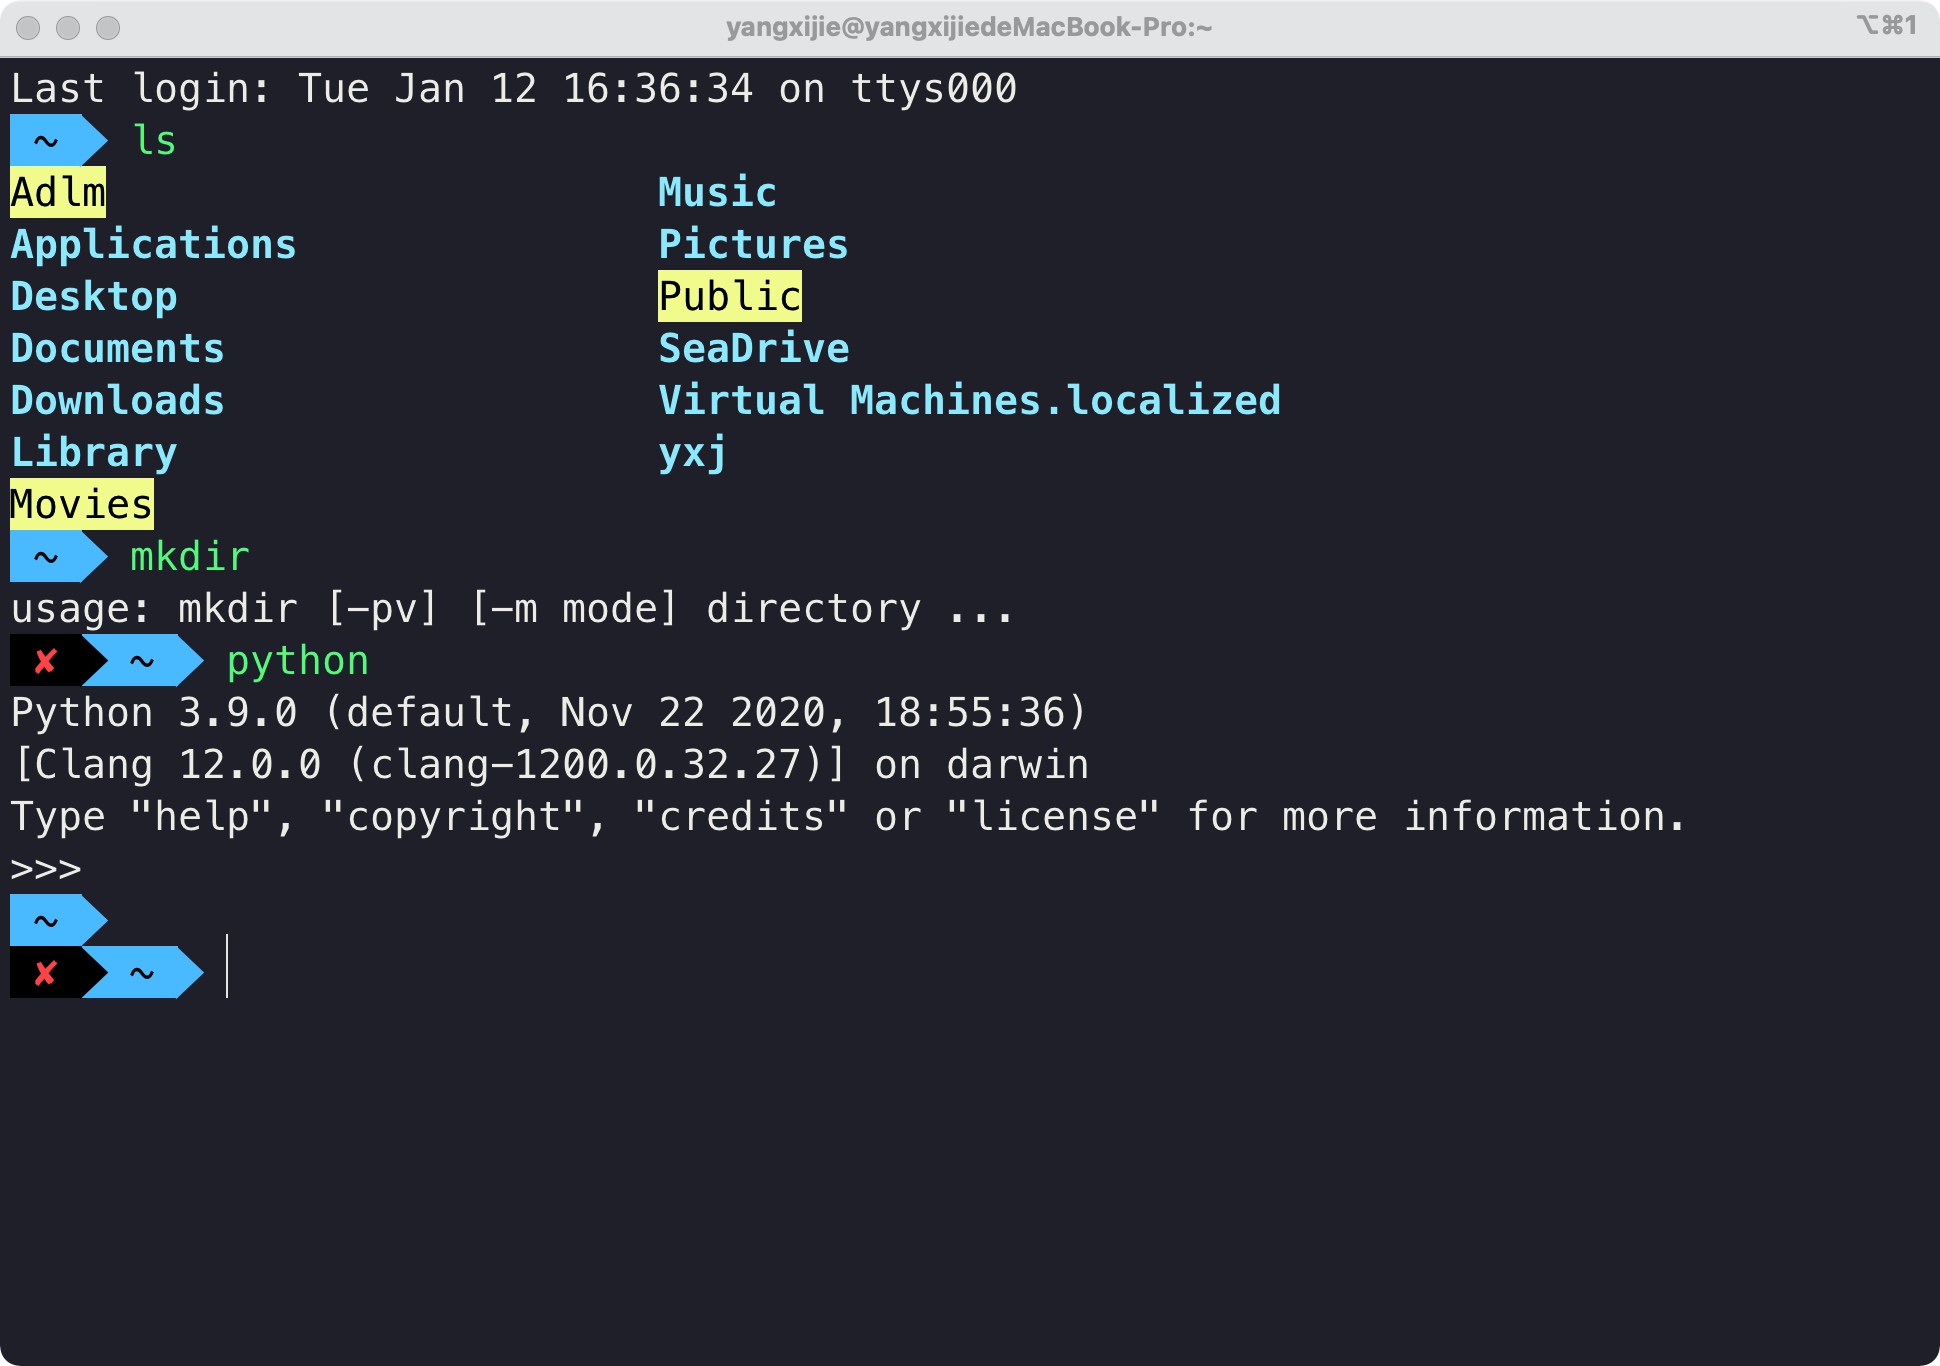 yangxijie@yangxijiedeMacBook-Pro:~ ⌥⌘1
Last login: Tue Jan 12 16:36:34 on ttys000
~ ls
Adlm Music
Applications Pictures
Desktop Public
Documents SeaDrive
Downloads Virtual Machines.localized
Library yxj
Movies
~ mkdir
usage: mkdir [-pv] [-m mode] directory ...
✘ ~ python
Python 3.9.0 (default, Nov 22 2020, 18:55:36)
[Clang 12.0.0 (clang-1200.0.32.27)] on darwin
Type "help", "copyright", "credits" or "license" for more information.
>>>
~
✘ ~